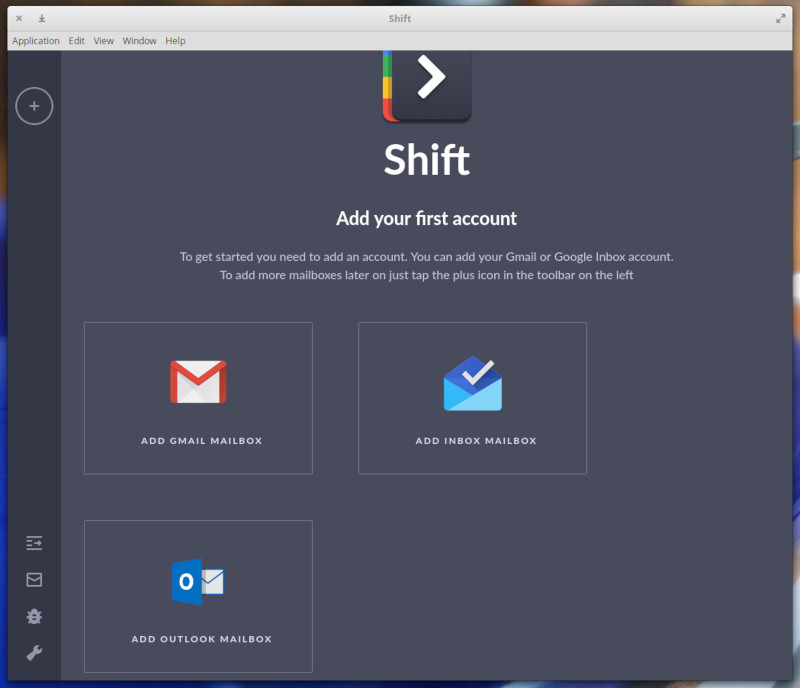 Shift
Application Edit View Window Help
Shift
Add your first account
To get started you need to add an account. You can add your Gmail or Google Inbox account.
To add more mailboxes later on just tap the plus icon in the toolbar on the left
ADD GMAIL MAILBOX
ADD INBOX MAILBOX
O
ADD OUTLOOK MAILBOX